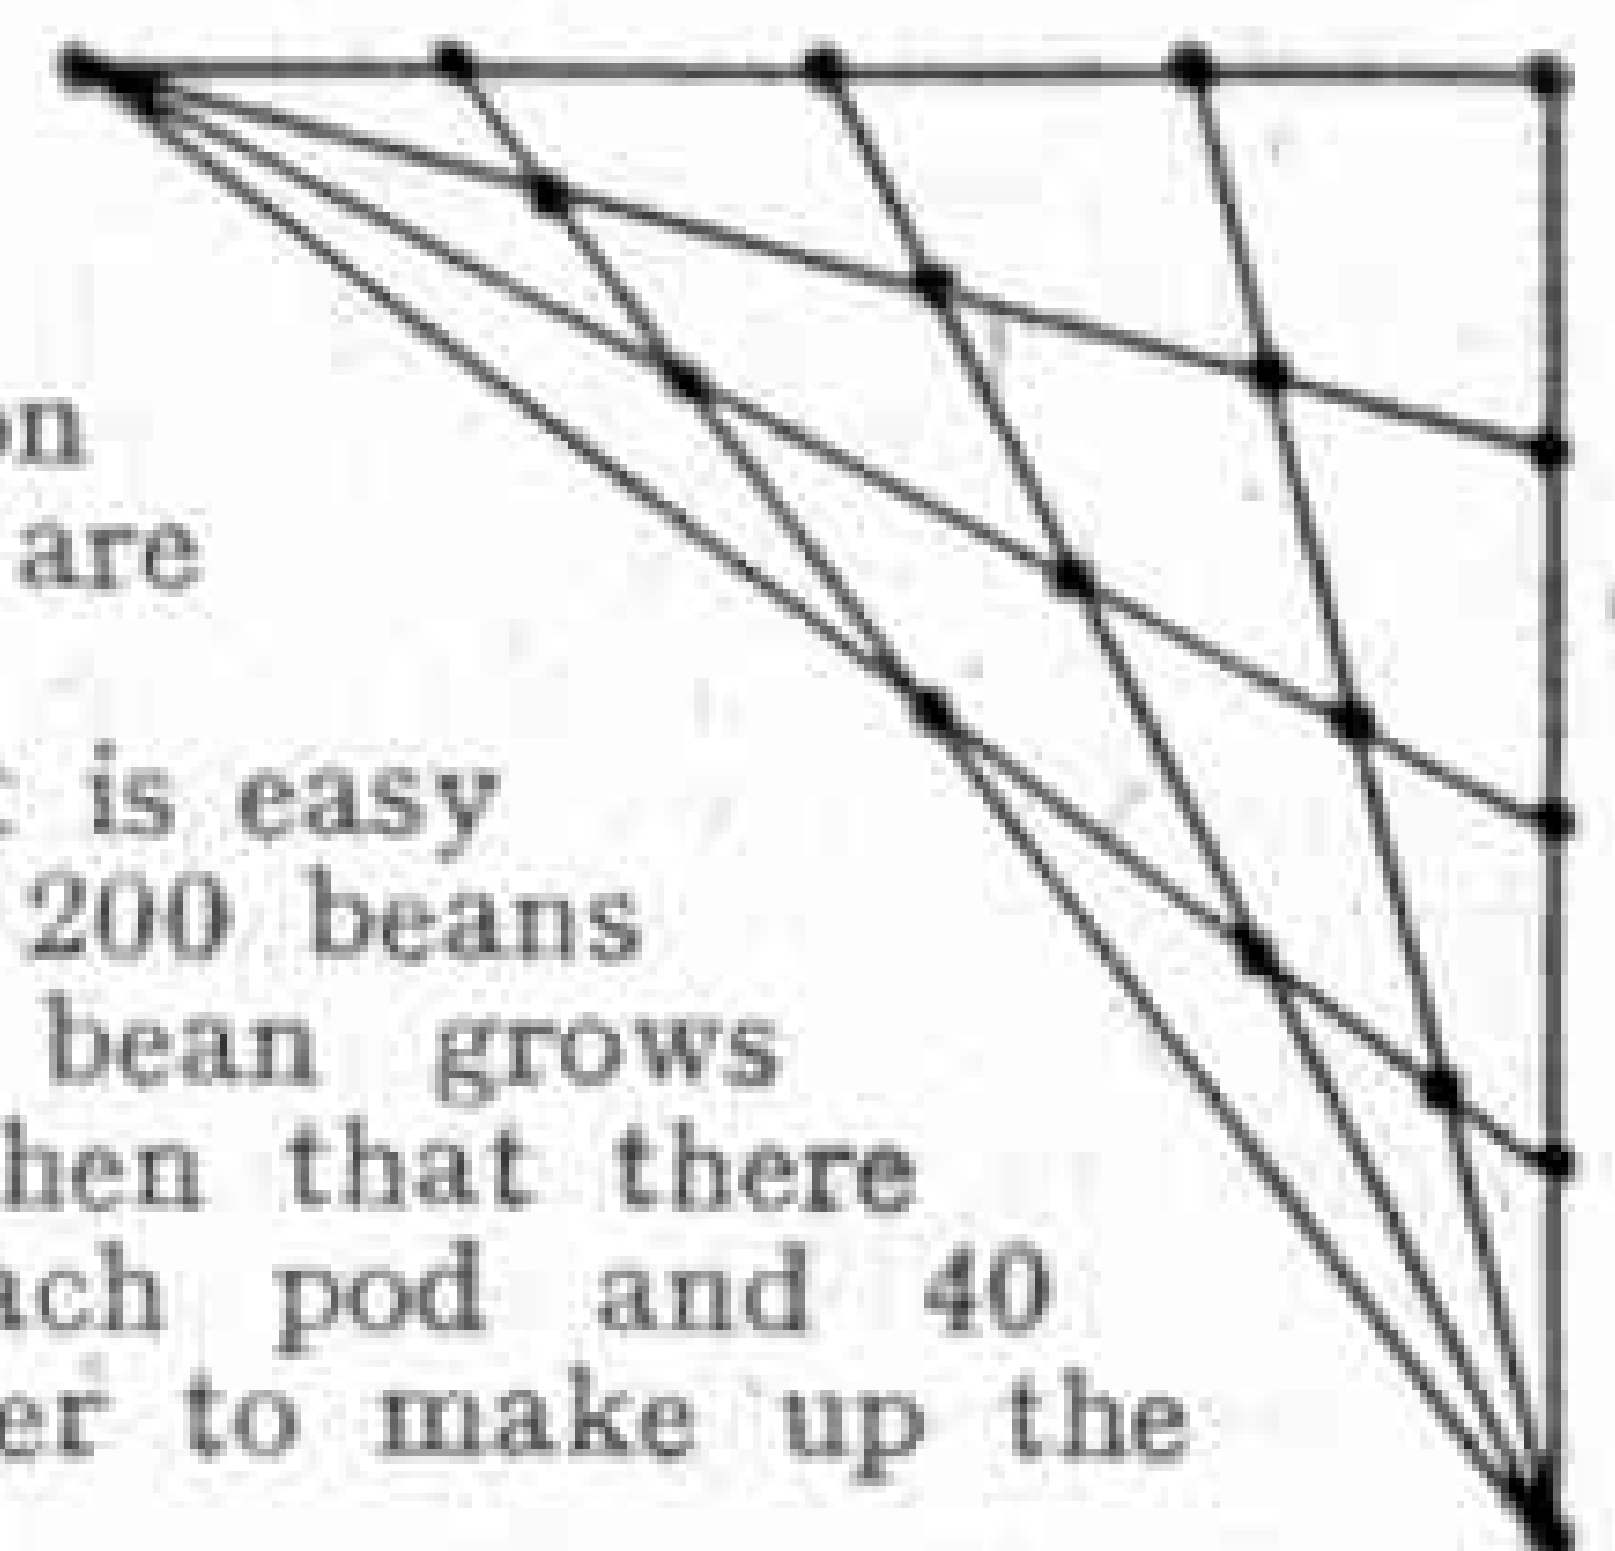 on
are
is easy
200 beans
bean grows
hen that there
ach pod and 40
er to make up the